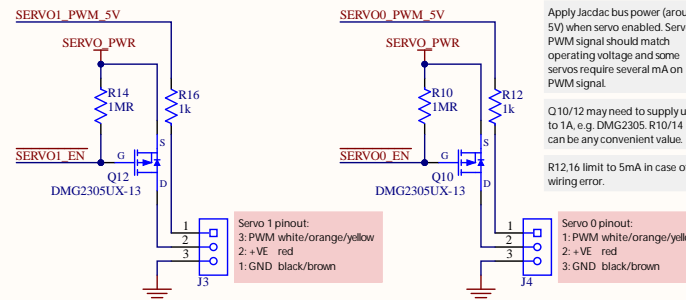 SERVO1_PWM_5V
SERVO_PWR
R14
1MR
R16
1k
SERVO1_EN
G
S
D
Q12
DMG2305UX-13
1
2
3
J3
Servo 1 pinout:
3: PWM white/orange/yellow
2: +VE red
1: GND black/brown
SERVO0_PWM_5V
SERVO_PWR
R10
1MR
R12
1k
SERVO0_EN
G
S
D
Q10
DMG2305UX-13
1
2
3
J4
Servo 0 pinout:
1: PWM white/orange/yell
2: +VE red
3: GND black/brown
Apply Jacdac bus power (arou
5V) when servo enabled. Serv
PWM signal should match
operating voltage and some
servos require several mA on
PWM signal.
Q10/12 may need to supply u
to 1A, e.g. DMG2305. R10/14
can be any convenient value.
R12,16 limit to 5mA in case o
wiring error.